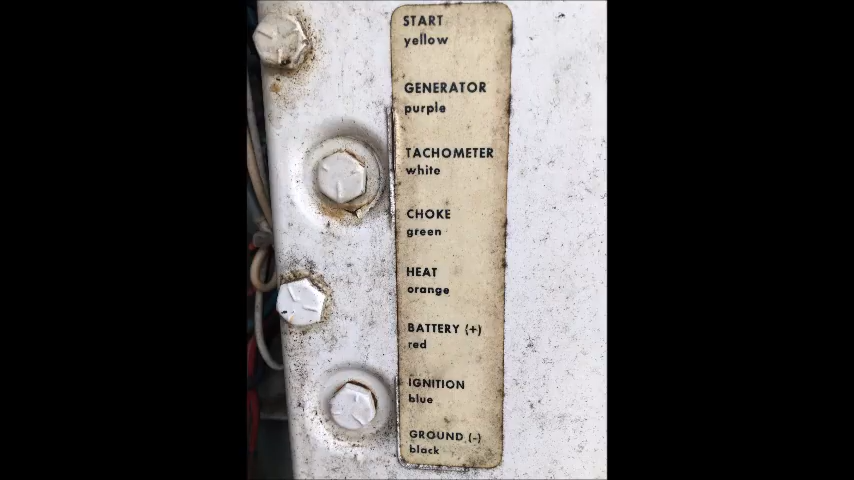 START
yellow
GENERATOR
purple
TACHOMETER
white
CHOKE
green
HEAT
orange
BATTERY (+)
red
IGNITION
blue
GROUND (-)
black